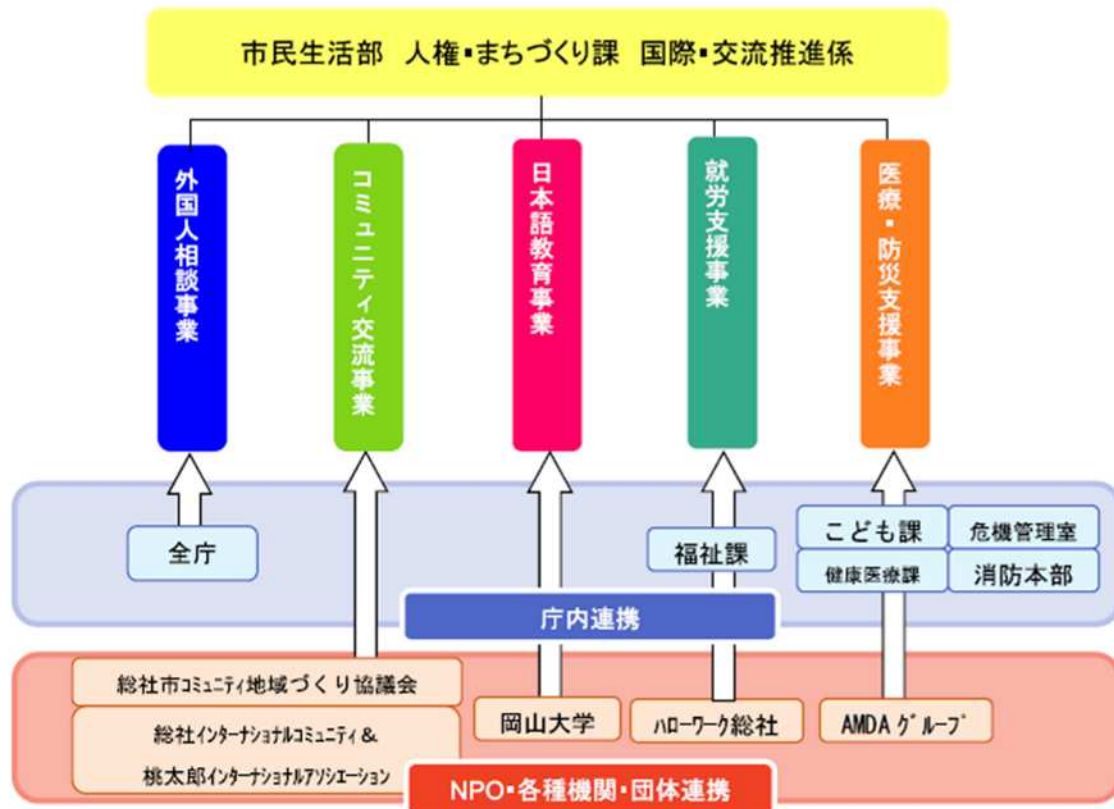 市民生活部 人権・まちづくり課 国際・交流推進係
外国人相談事業
コミュニティ交流事業
日本語教育事業
就労支援事業
医療・防災支援事業
全庁
福祉課
こども課
危機管理室
健康医療課
消防本部
庁内連携
総社市ｺﾐｭﾆﾃｨ地域づくり協議会
総社ｲﾝﾀｰﾅｼｮﾅﾙｺﾐｭﾆﾃｨ &
桃太郎ｲﾝﾀｰﾅｼｮﾅﾙｱｿｼｴｰｼｮﾝ
岡山大学
ﾊﾛｰﾜｰｸ総社
AMDAｸﾞﾙｰﾌﾟ
NPO・各種機関・団体連携